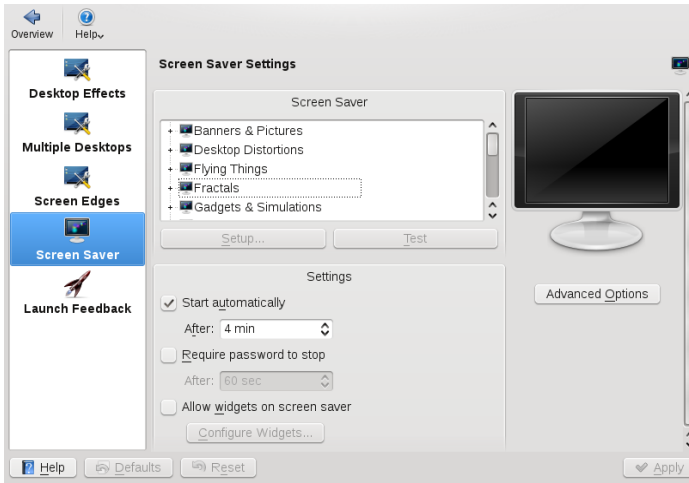 Overview
Help
Screen Saver Settings
Desktop Effects
Multiple Desktops
Screen Edges
Screen Saver
Launch Feedback
Screen Saver
Banners & Pictures
Desktop Distortions
Flying Things
Fractals
Gadgets & Simulations
Setup...
Test
Settings
Start automatically
After: 4 min
Require password to stop
After: 60 sec
Allow widgets on screen saver
Configure Widgets...
Advanced Options
Help
Defaults
Reset
Apply